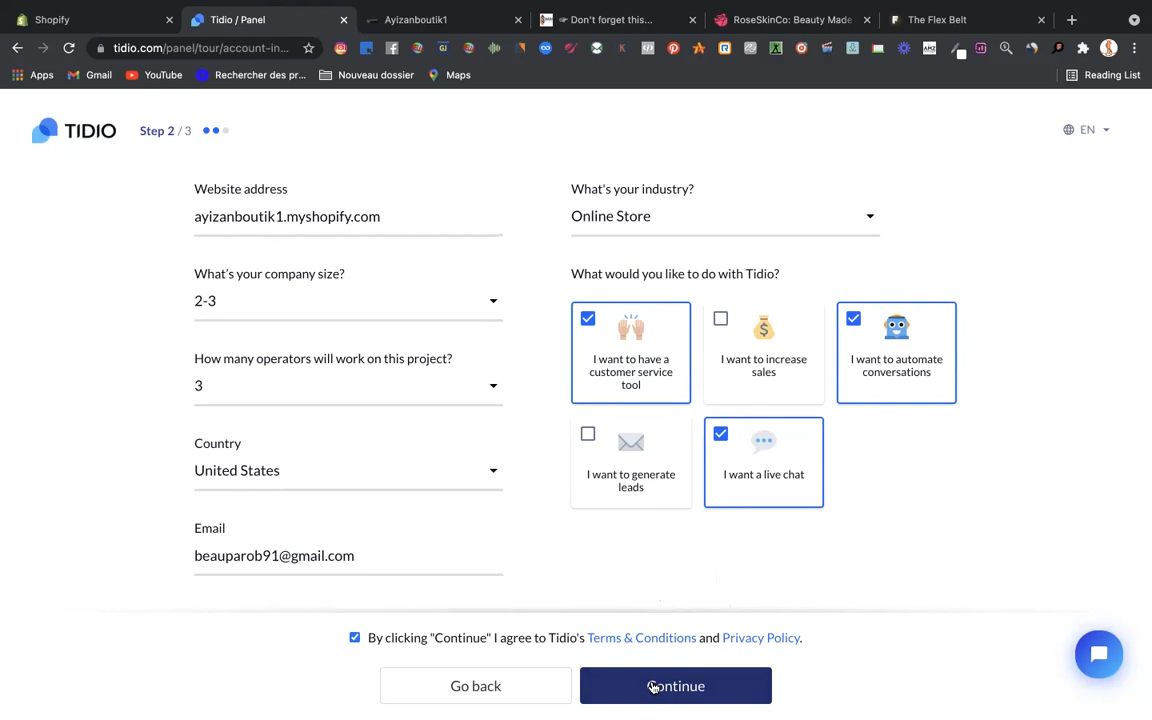 Shopify
Tidio / Panel
Ayizanboutik1
Don't forget this...
RoseSkinCo: Beauty Made
The Flex Belt
tidio.com/panel/tour/account-in...
Apps
Gmail
YouTube
Rechercher des pr...
Nouveau dossier
Maps
Reading List
TIDIO
Step 2 / 3
EN
Website address
ayizanboutik1.myshopify.com
What's your company size?
2-3
How many operators will work on this project?
3
Country
United States
Email
beauparob91@gmail.com
What's your industry?
Online Store
What would you like to do with Tidio?
I want to have a
customer service
tool
I want to increase
sales
I want to automate
conversations
I want to generate
leads
I want a live chat
By clicking "Continue" I agree to Tidio's Terms & Conditions and Privacy Policy.
Go back
Continue